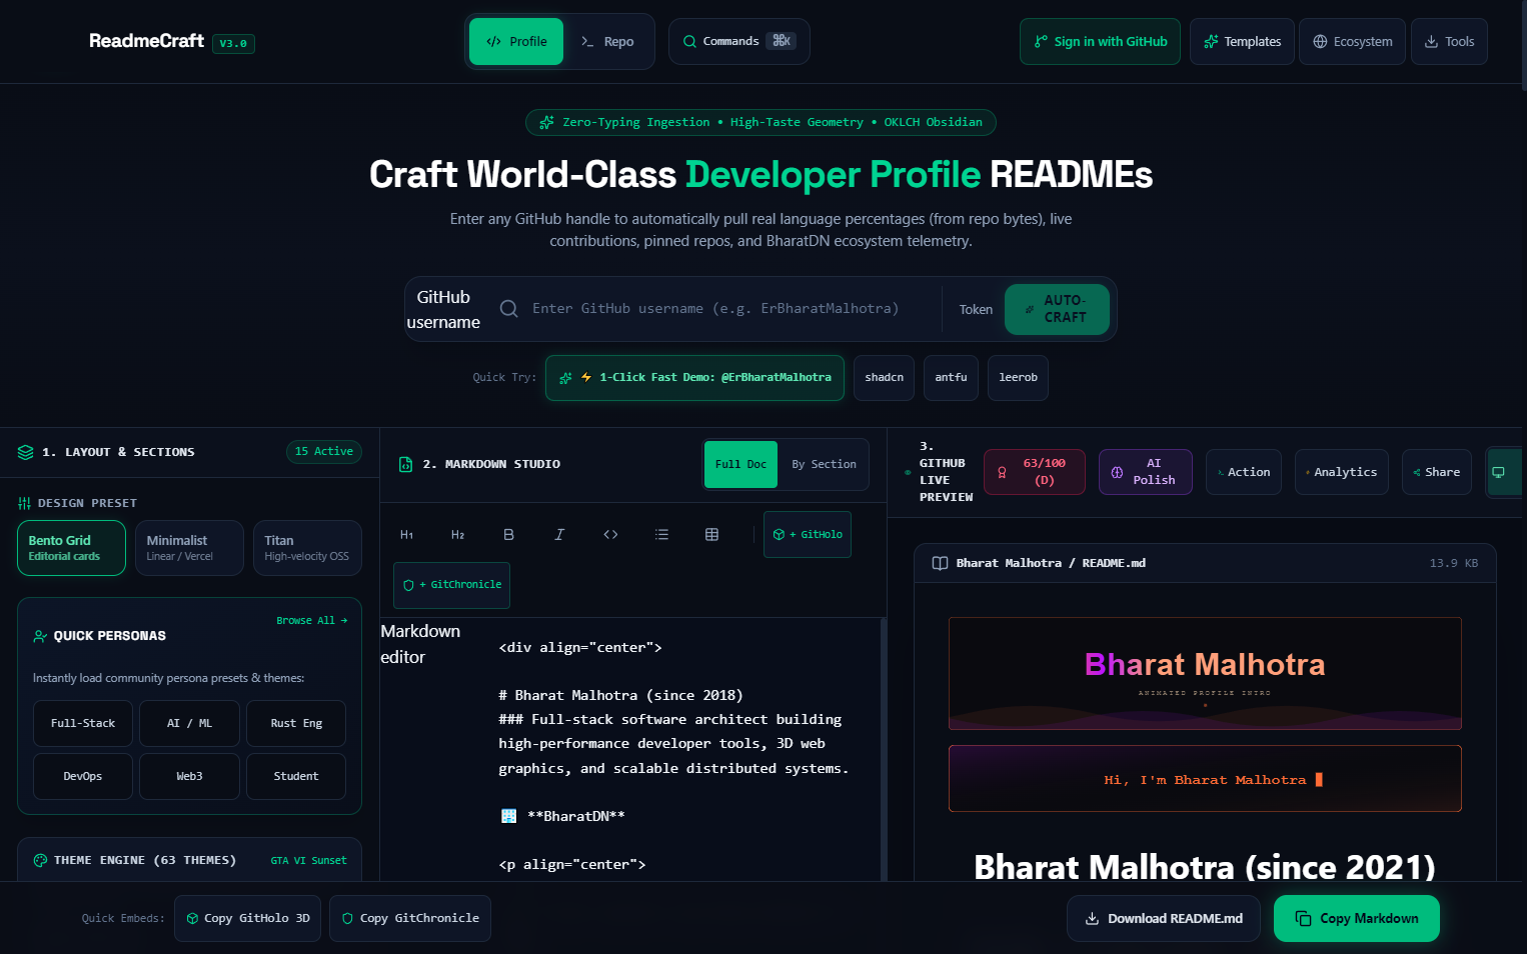 ReadmeCraft V3.0
Profile
Repo
Commands ⌘K
Sign in with GitHub
Templates
Ecosystem
Tools
Zero-Typing Ingestion • High-Taste Geometry • OKLCH Obsidian
Craft World-Class Developer Profile READMEs
Enter any GitHub handle to automatically pull real language percentages (from repo bytes), live
contributions, pinned repos, and BharatDN ecosystem telemetry.
GitHub
username
Enter GitHub username (e.g. ErBharatMalhotra)
Token
AUTO-
CRAFT
Quick Try:
⚡ 1-Click Fast Demo: @ErBharatMalhotra
shadcn
antfu
leerob
1. LAYOUT & SECTIONS
15 Active
DESIGN PRESET
Bento Grid
Editorial cards
Minimalist
Linear / Vercel
Titan
High-velocity OSS
Browse All →
QUICK PERSONAS
Instantly load community persona presets & themes:
Full-Stack
AI / ML
Rust Eng
DevOps
Web3
Student
THEME ENGINE (63 THEMES)
GTA VI Sunset
2. MARKDOWN STUDIO
Full Doc
By Section
H1
H2
B
I
<>
+ GitHolo
+ GitChronicle
Markdown
editor
<div align="center">
# Bharat Malhotra (since 2018)
### Full-stack software architect building
high-performance developer tools, 3D web
graphics, and scalable distributed systems.
🏢 **BharatDN**
<p align="center">
3.
GITHUB
LIVE
PREVIEW
63/100
(D)
AI
Polish
Action
Analytics
Share
Bharat Malhotra / README.md
13.9 KB
Bharat Malhotra
ANIMATED PROFILE INTRO
Hi, I'm Bharat Malhotra
Bharat Malhotra (since 2021)
Quick Embeds:
Copy GitHolo 3D
Copy GitChronicle
Download README.md
Copy Markdown